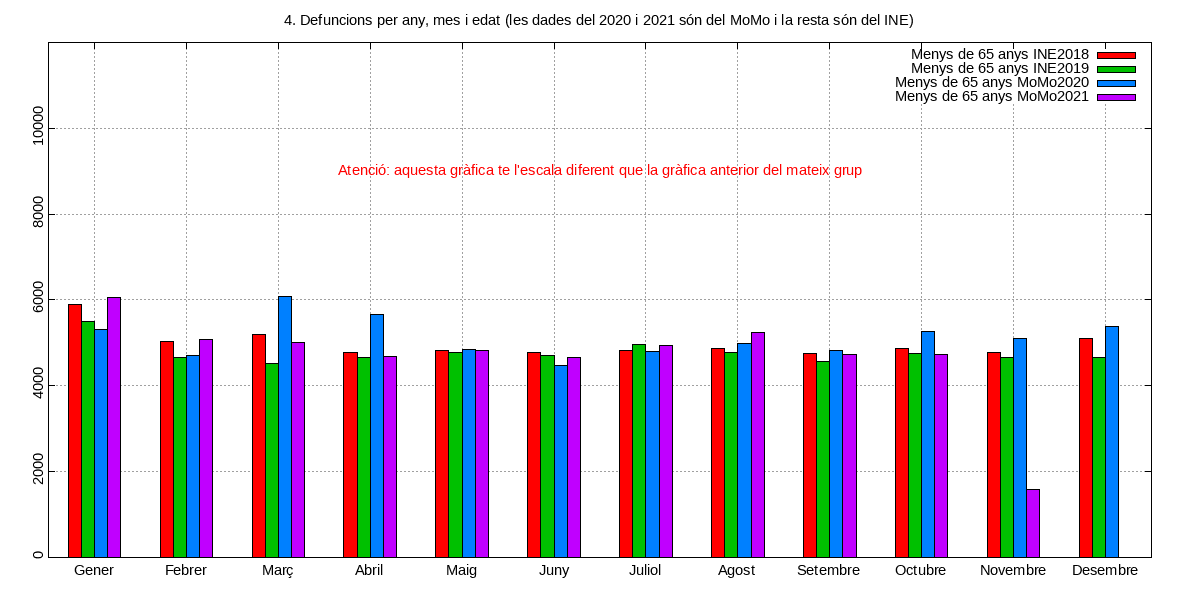 4. Defuncions per any, mes i edat (les dades del 2020 i 2021 són del MoMo i la resta són del INE)
Menys de 65 anys INE2018
Menys de 65 anys INE2019
Menys de 65 anys MoMo2020
Menys de 65 anys MoMo2021
Atenció: aquesta gràfica te l'escala diferent que la gràfica anterior del mateix grup
10000
8000
6000
4000
2000
0
Gener Febrer Març Abril Maig Juny Juliol Agost Setembre Octubre Novembre Desembre